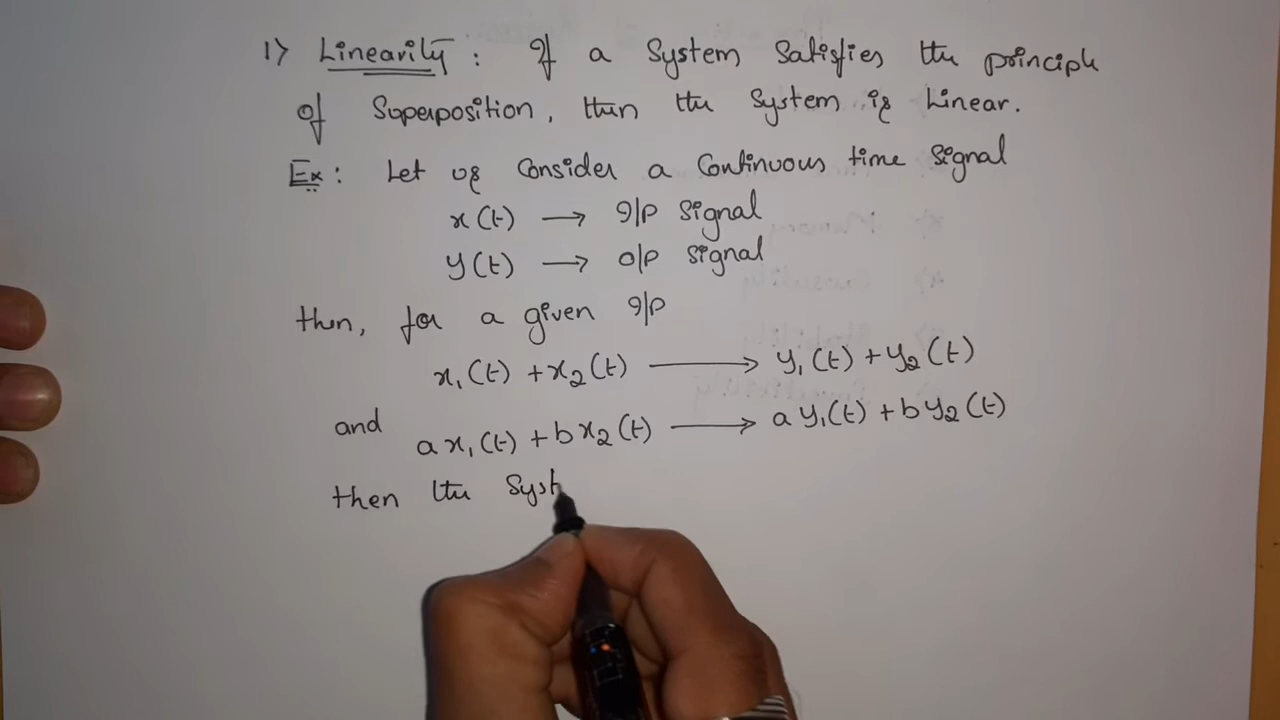 1) Linearity : If a System Satisfies the principle
of Superposition, then the System is Linear.
Ex : Let us Consider a Continuous time signal
x(t) → I/P signal
y(t) → O/P signal
then, for a given I/P
x₁(t) + x₂(t) → y₁(t) + y₂(t)
and a x₁(t) + b x₂(t) → a y₁(t) + b y₂(t)
then the Syst